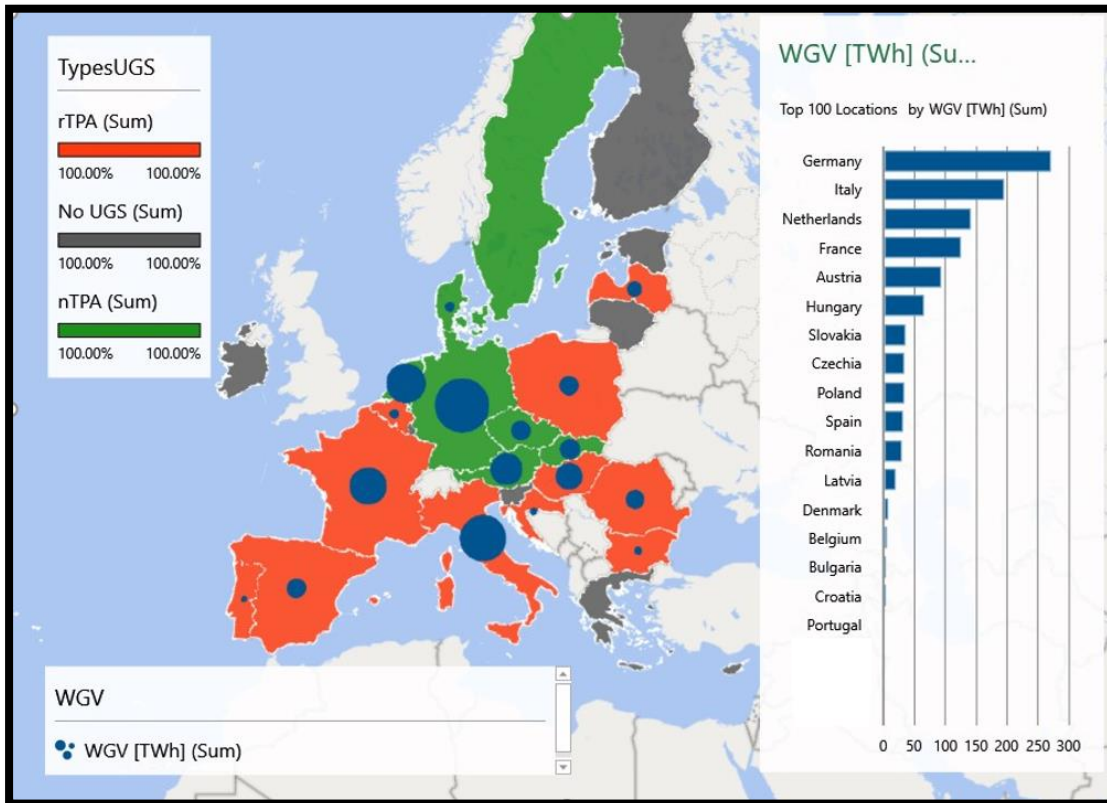 TypesUGS
rTPA (Sum)
100.00% 100.00%
No UGS (Sum)
100.00% 100.00%
nTPA (Sum)
100.00% 100.00%
WGV
WGV [TWh] (Sum)
WGV [TWh] (Su...
Top 100 Locations by WGV [TWh] (Sum)
Germany
Italy
Netherlands
France
Austria
Hungary
Slovakia
Czechia
Poland
Spain
Romania
Latvia
Denmark
Belgium
Bulgaria
Croatia
Portugal
0 50 100 150 200 250 300